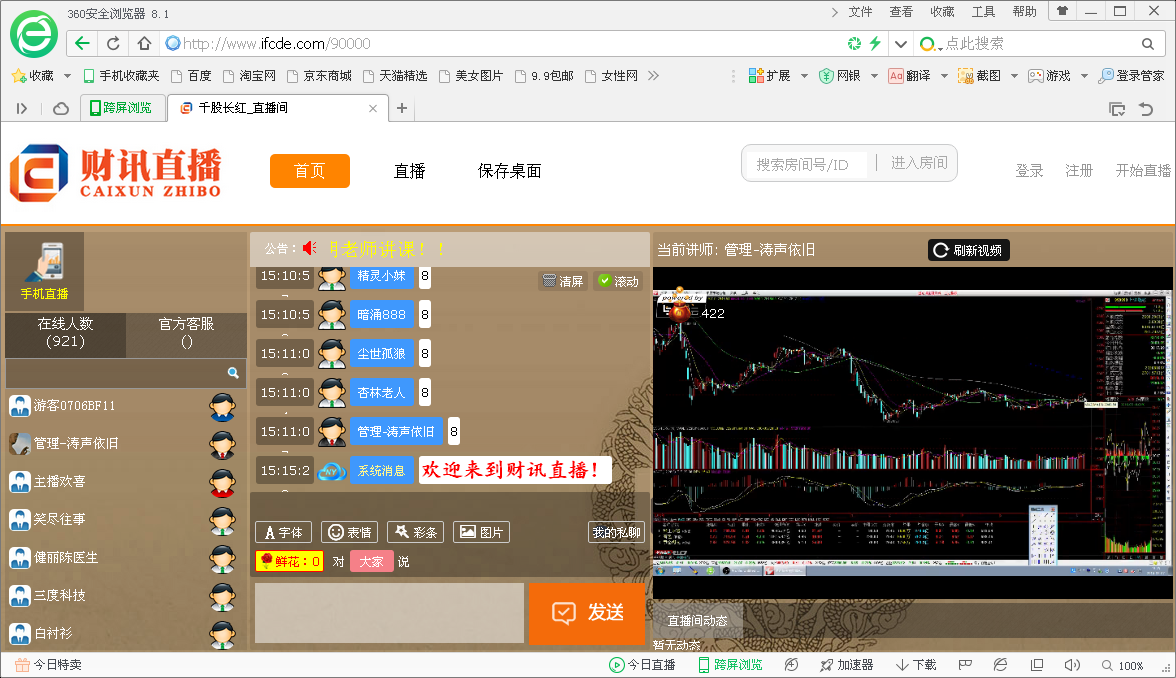 360安全浏览器 8.1
文件 查看 收藏 工具 帮助
http://www.ifcde.com/90000
点此搜索
收藏 手机收藏夹 百度 淘宝网 京东商城 天猫精选 美女图片 9.9包邮 女性网 扩展 网银 翻译 截图 游戏 登录管家
跨屏浏览 千股长红_直播间
财讯直播
CAIXUN ZHIBO
首页 直播 保存桌面
搜索房间号/ID 进入房间
登录 注册 开始直播
手机直播
在线人数
(921)
官方客服
()
游客0706BF11
管理-涛声依旧
主播欢喜
笑尽往事
健丽陈医生
三度科技
白衬衫
公告：
老师讲课！！
清屏 滚动
15:10:5 精灵小妹 8
15:10:5 暗涌888 8
15:11:0 尘世孤狼 8
15:11:0 杏林老人 8
15:11:0 管理-涛声依旧 8
15:15:2 系统消息 欢迎来到财讯直播！
字体 表情 彩条 图片 我的私聊
鲜花：0 对 大家 说
发送
当前讲师：管理-涛声依旧 刷新视频
powered by
422
直播间动态
暂无动态
今日特卖 今日直播 跨屏浏览 加速器 下载 100%